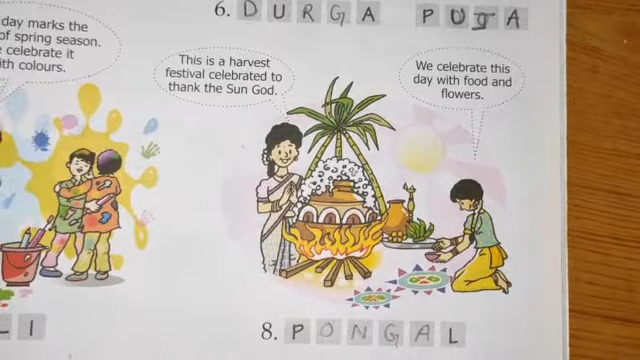 6. DURGA PUJA
day marks the
of spring season.
celebrate it
ith colours.
This is a harvest
festival celebrated to
thank the Sun God.
We celebrate this
day with food and
flowers.
L I
8. PONGAL